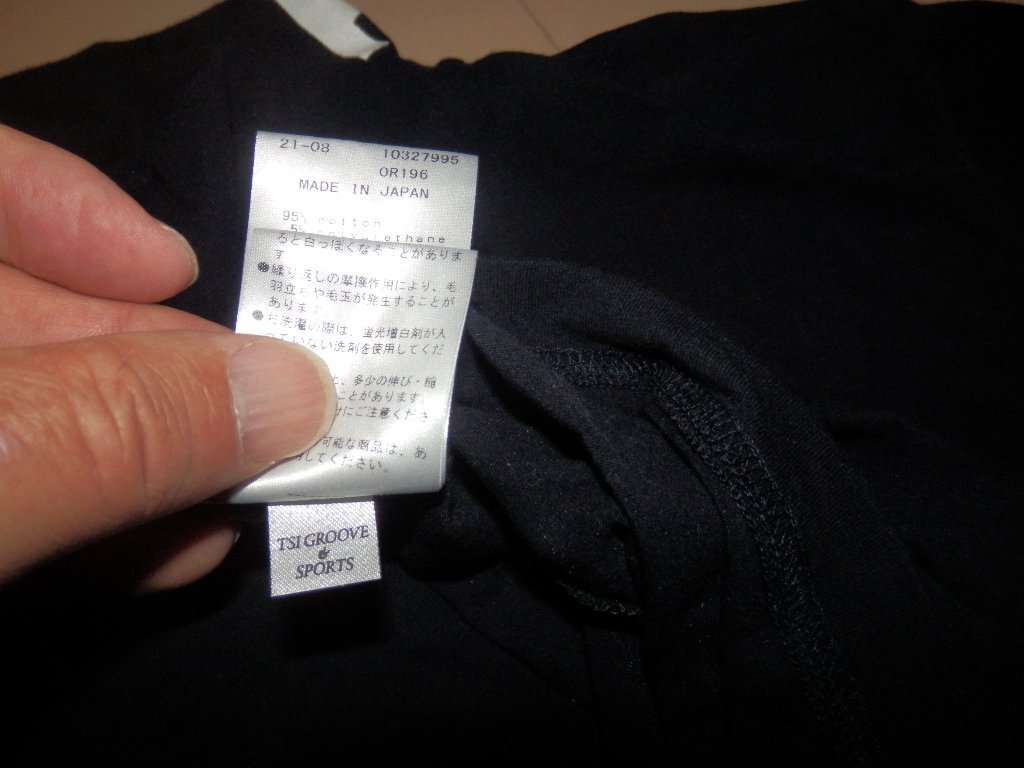 21-08 10327995
OR196
MADE IN JAPAN
95% cotton
5% polyurethane
ると白っぽくなることがありま
す
●繰り返しの摩擦作用により、毛
羽立ちや毛玉が発生することが
あります。
●お洗濯の際は、蛍光増白剤が入
っていない洗剤を使用してくだ
、多少の伸び・縮
ことがあります。
にご注意くださ
可能な商品は、あ
してください。
TSI GROOVE
&
SPORTS